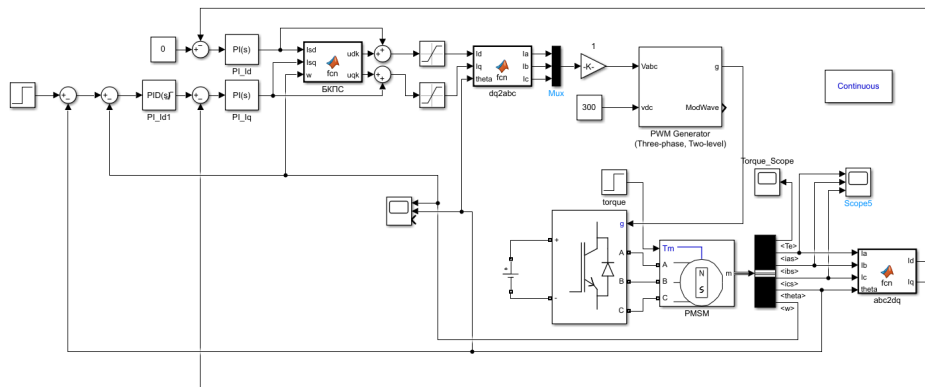 0
PI(s)
PI_Id
Isd
Isq
w
fcn
udk
uqk
БКПС
PID(s)
PI_Id1
PI(s)
PI_Iq
Id
Iq
theta
fcn
Ia
Ib
Ic
dq2abc
Mux
1
-K-
300
Vabc
vdc
g
ModWave
PWM Generator
(Three-phase, Two-level)
Continuous
torque
Torque_Scope
Scope5
+
-
g
A
B
C
Tm
A
B
C
N
S
m
PMSM
<Te>
<ias>
<ibs>
<ics>
<theta>
<w>
Ia
Ib
Ic
theta
fcn
Id
Iq
abc2dq